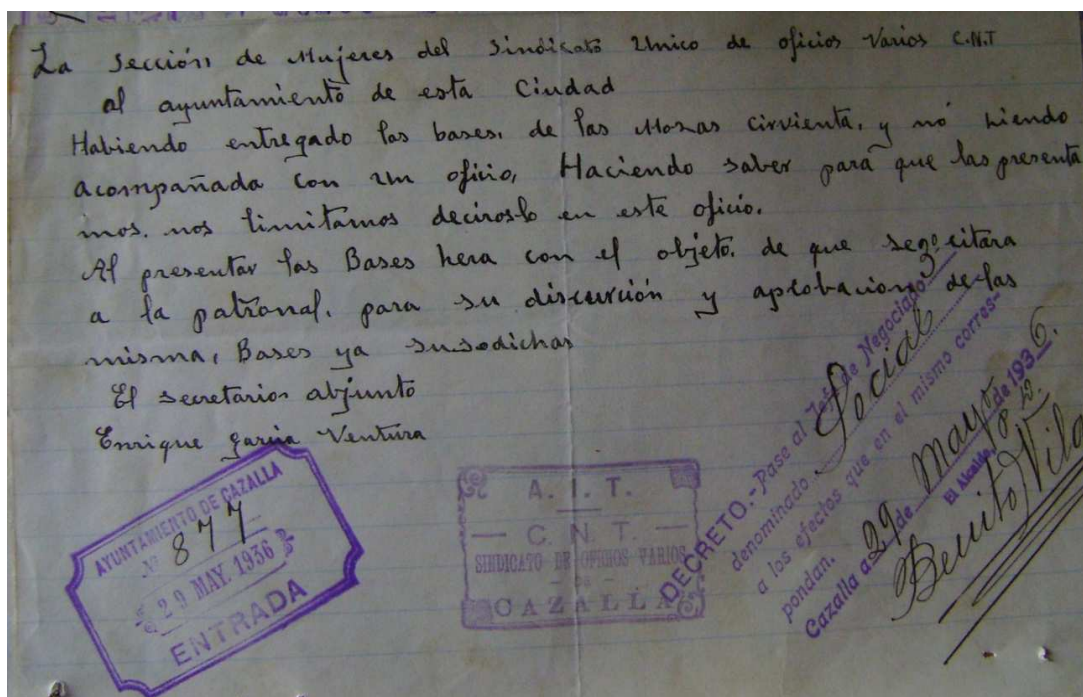 La Sección de Mujeres del Sindicato Unico de oficios Varios C.N.T
al ayuntamiento de esta Ciudad
Habiendo entregado las bases, de las Mozas cirvienta, y nó hiendo
acompañada con un oficio, Haciendo saber para que las presenta
mos, nos limitamos deciroslo en este oficio.
Al presentar las Bases hera con el objeto, de que se citara
a la patronal, para su discurción y aprobacion de las
misma, Bases ya susodichas
El secretario abjunto
Enrique Garcia Ventura
AYUNTAMIENTO DE CAZALLA
Nº 877
29 MAY. 1936
ENTRADA
A. I. T.
C. N. T.
SINDICATO DE OFICIOS VARIOS
DE
CAZALLA
DECRETO.- Pase al Jefe de Negociado 3º
denominado Social
a los efectos que en el mismo corres-
pondan.
Cazalla a 29 de Mayo de 1936.
El Alcalde,
Benito Vila